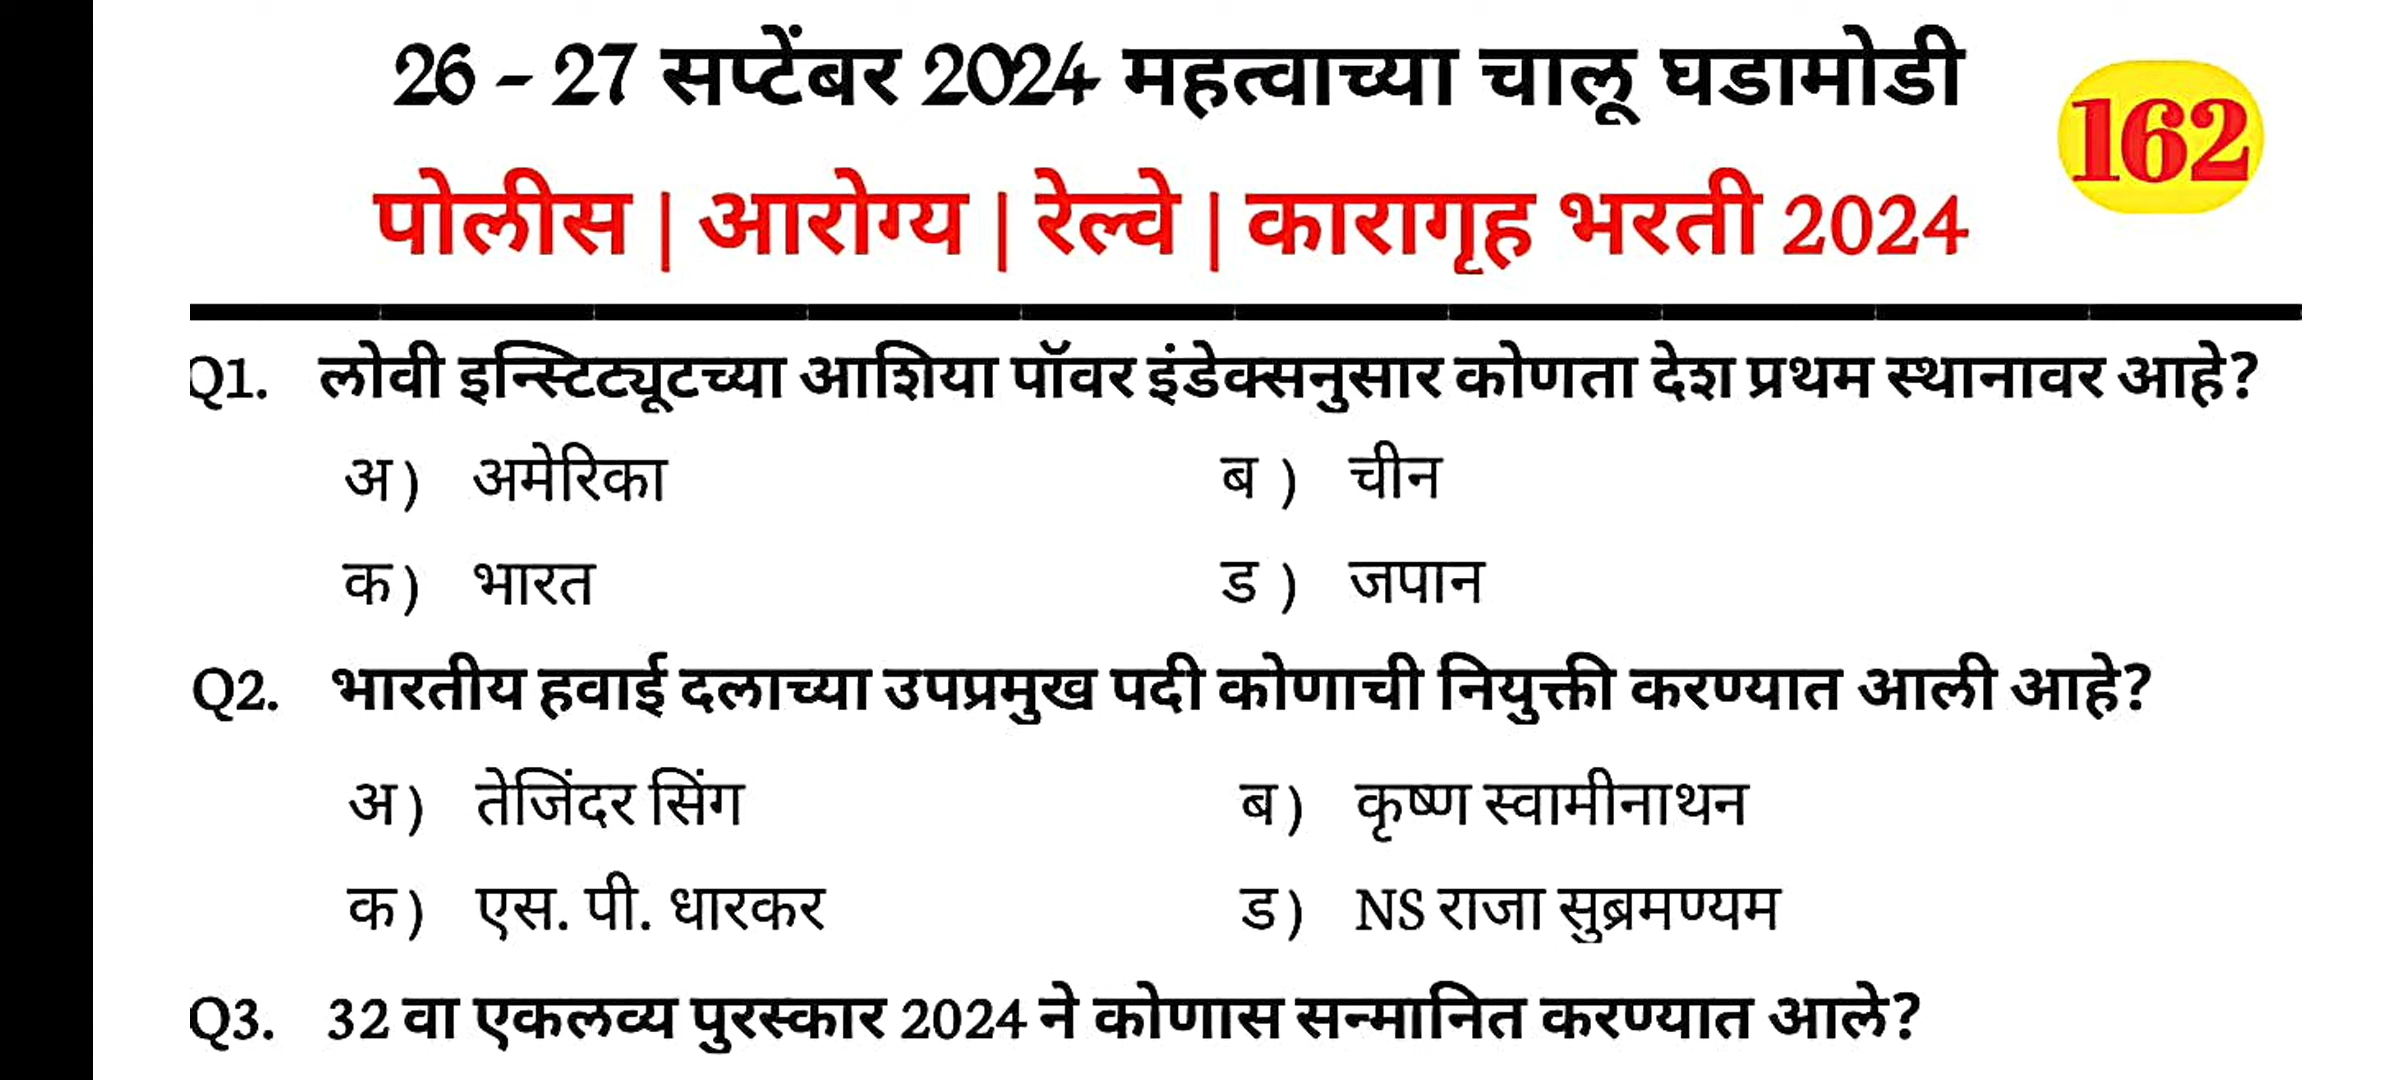 26 - 27 सप्टेंबर 2024 महत्वाच्या चालू घडामोडी
162
पोलीस | आरोग्य | रेल्वे | कारागृह भरती 2024
Q1. लोवी इन्स्टिट्यूटच्या आशिया पॉवर इंडेक्सनुसार कोणता देश प्रथम स्थानावर आहे?
अ) अमेरिका ब ) चीन
क) भारत ड ) जपान
Q2. भारतीय हवाई दलाच्या उपप्रमुख पदी कोणाची नियुक्ती करण्यात आली आहे?
अ) तेजिंदर सिंग ब) कृष्ण स्वामीनाथन
क) एस. पी. धारकर ड) NS राजा सुब्रमण्यम
Q3. 32 वा एकलव्य पुरस्कार 2024 ने कोणास सन्मानित करण्यात आले?